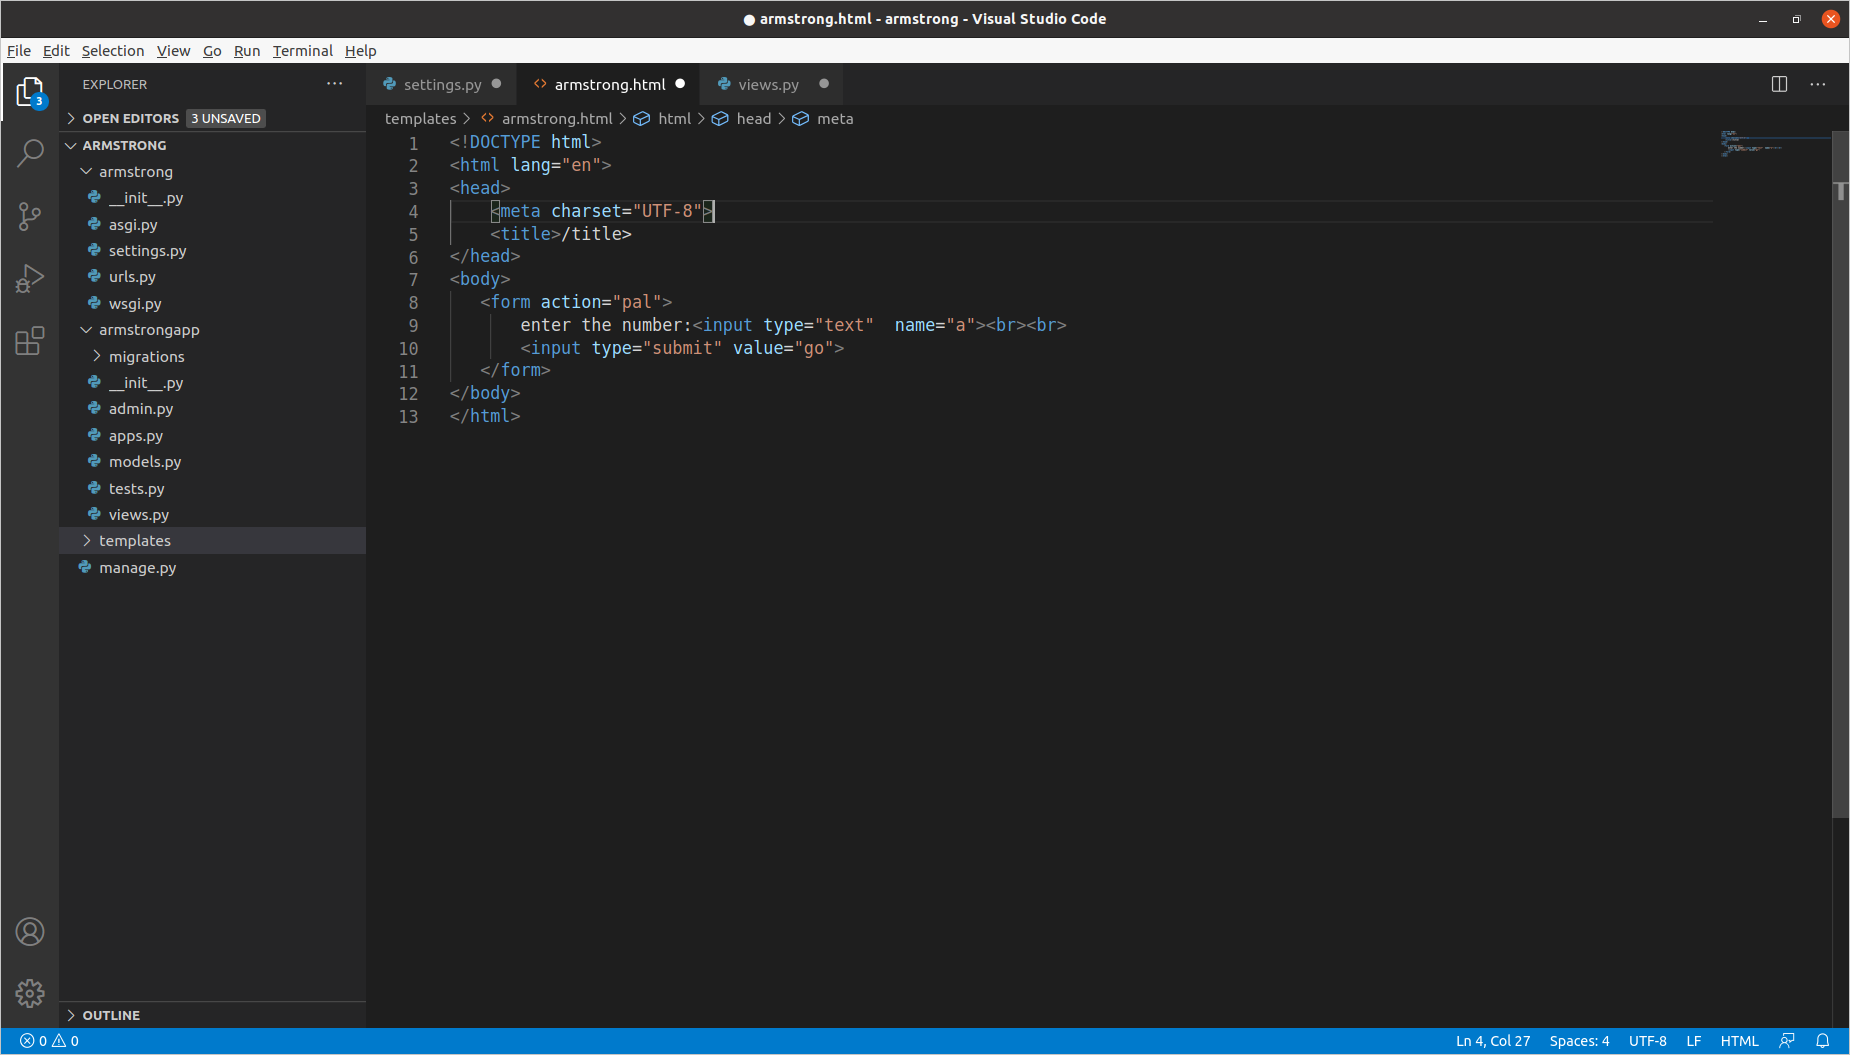 ● armstrong.html - armstrong - Visual Studio Code
File Edit Selection View Go Run Terminal Help
3
EXPLORER
OPEN EDITORS 3 UNSAVED
ARMSTRONG
armstrong
__init__.py
asgi.py
settings.py
urls.py
wsgi.py
armstrongapp
migrations
__init__.py
admin.py
apps.py
models.py
tests.py
views.py
templates
manage.py
OUTLINE
settings.py armstrong.html views.py
templates > armstrong.html > html > head > meta
1 <!DOCTYPE html>
2 <html lang="en">
3 <head>
4     <meta charset="UTF-8">
5     <title>/title>
6 </head>
7 <body>
8    <form action="pal">
9        enter the number:<input type="text"  name="a"><br><br>
10        <input type="submit" value="go">
11    </form>
12 </body>
13 </html>
0 0 Ln 4, Col 27 Spaces: 4 UTF-8 LF HTML